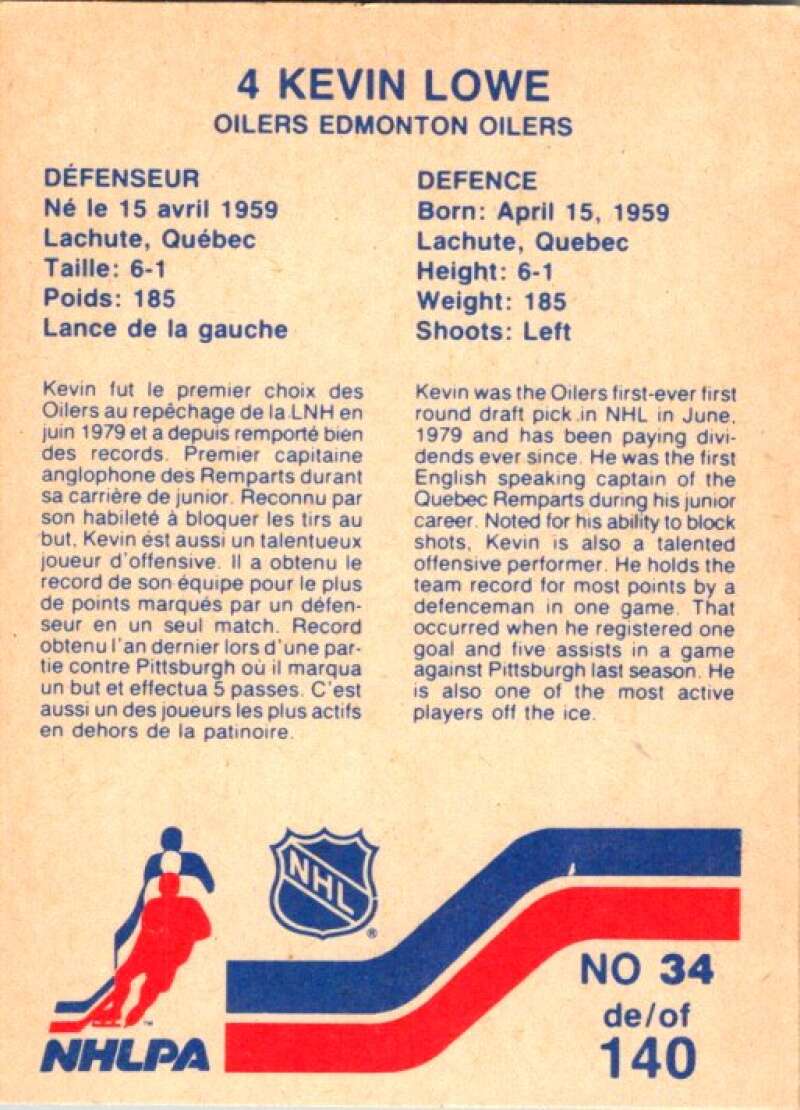 4 KEVIN LOWE
OILERS EDMONTON OILERS
DÉFENSEUR
Né le 15 avril 1959
Lachute, Québec
Taille: 6-1
Poids: 185
Lance de la gauche
Kevin fut le premier choix des
Oilers au repêchage de la LNH en
juin 1979 et a depuis remporté bien
des records. Premier capitaine
anglophone des Remparts durant
sa carrière de junior. Reconnu par
son habileté à bloquer les tirs au
but, Kevin ést aussi un talentueux
joueur d'offensive. Il a obtenu le
record de son équipe pour le plus
de points marqués par un défen-
seur en un seul match. Record
obtenu l'an dernier lors d'une par-
tie contre Pittsburgh où il marqua
un but et effectua 5 passes. C'est
aussi un des joueurs les plus actifs
en dehors de la patinoire.
DEFENCE
Born: April 15, 1959
Lachute, Quebec
Height: 6-1
Weight: 185
Shoots: Left
Kevin was the Oilers first-ever first
round draft pick in NHL in June,
1979 and has been paying divi-
dends ever since. He was the first
English speaking captain of the
Quebec Remparts during his junior
career. Noted for his ability to block
shots, Kevin is also a talented
offensive performer. He holds the
team record for most points by a
defenceman in one game. That
occurred when he registered one
goal and five assists in a game
against Pittsburgh last season. He
is also one of the most active
players off the ice.
NHL
®
™
NHLPA
NO 34
de/of
140